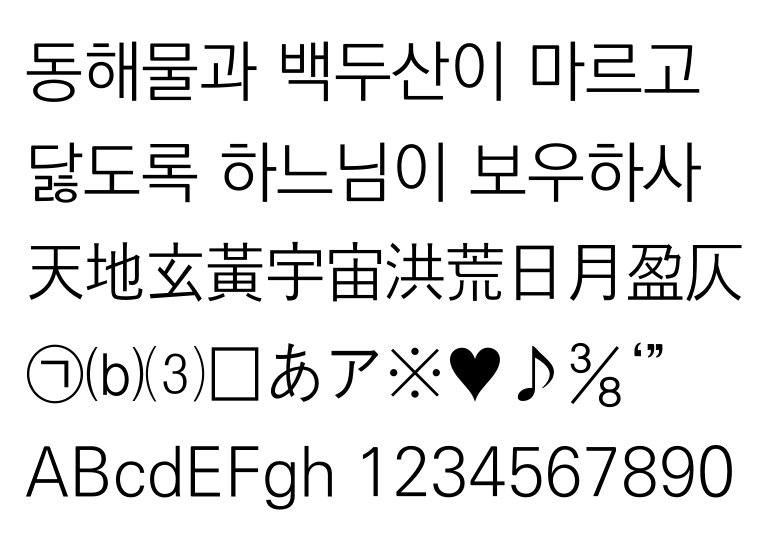 동해물과 백두산이 마르고
닳도록 하느님이 보우하사
天地玄黃宇宙洪荒日月盈仄
㉠⒝⑶□あア※♥♪⅜‘”
ABcdEFgh 1234567890